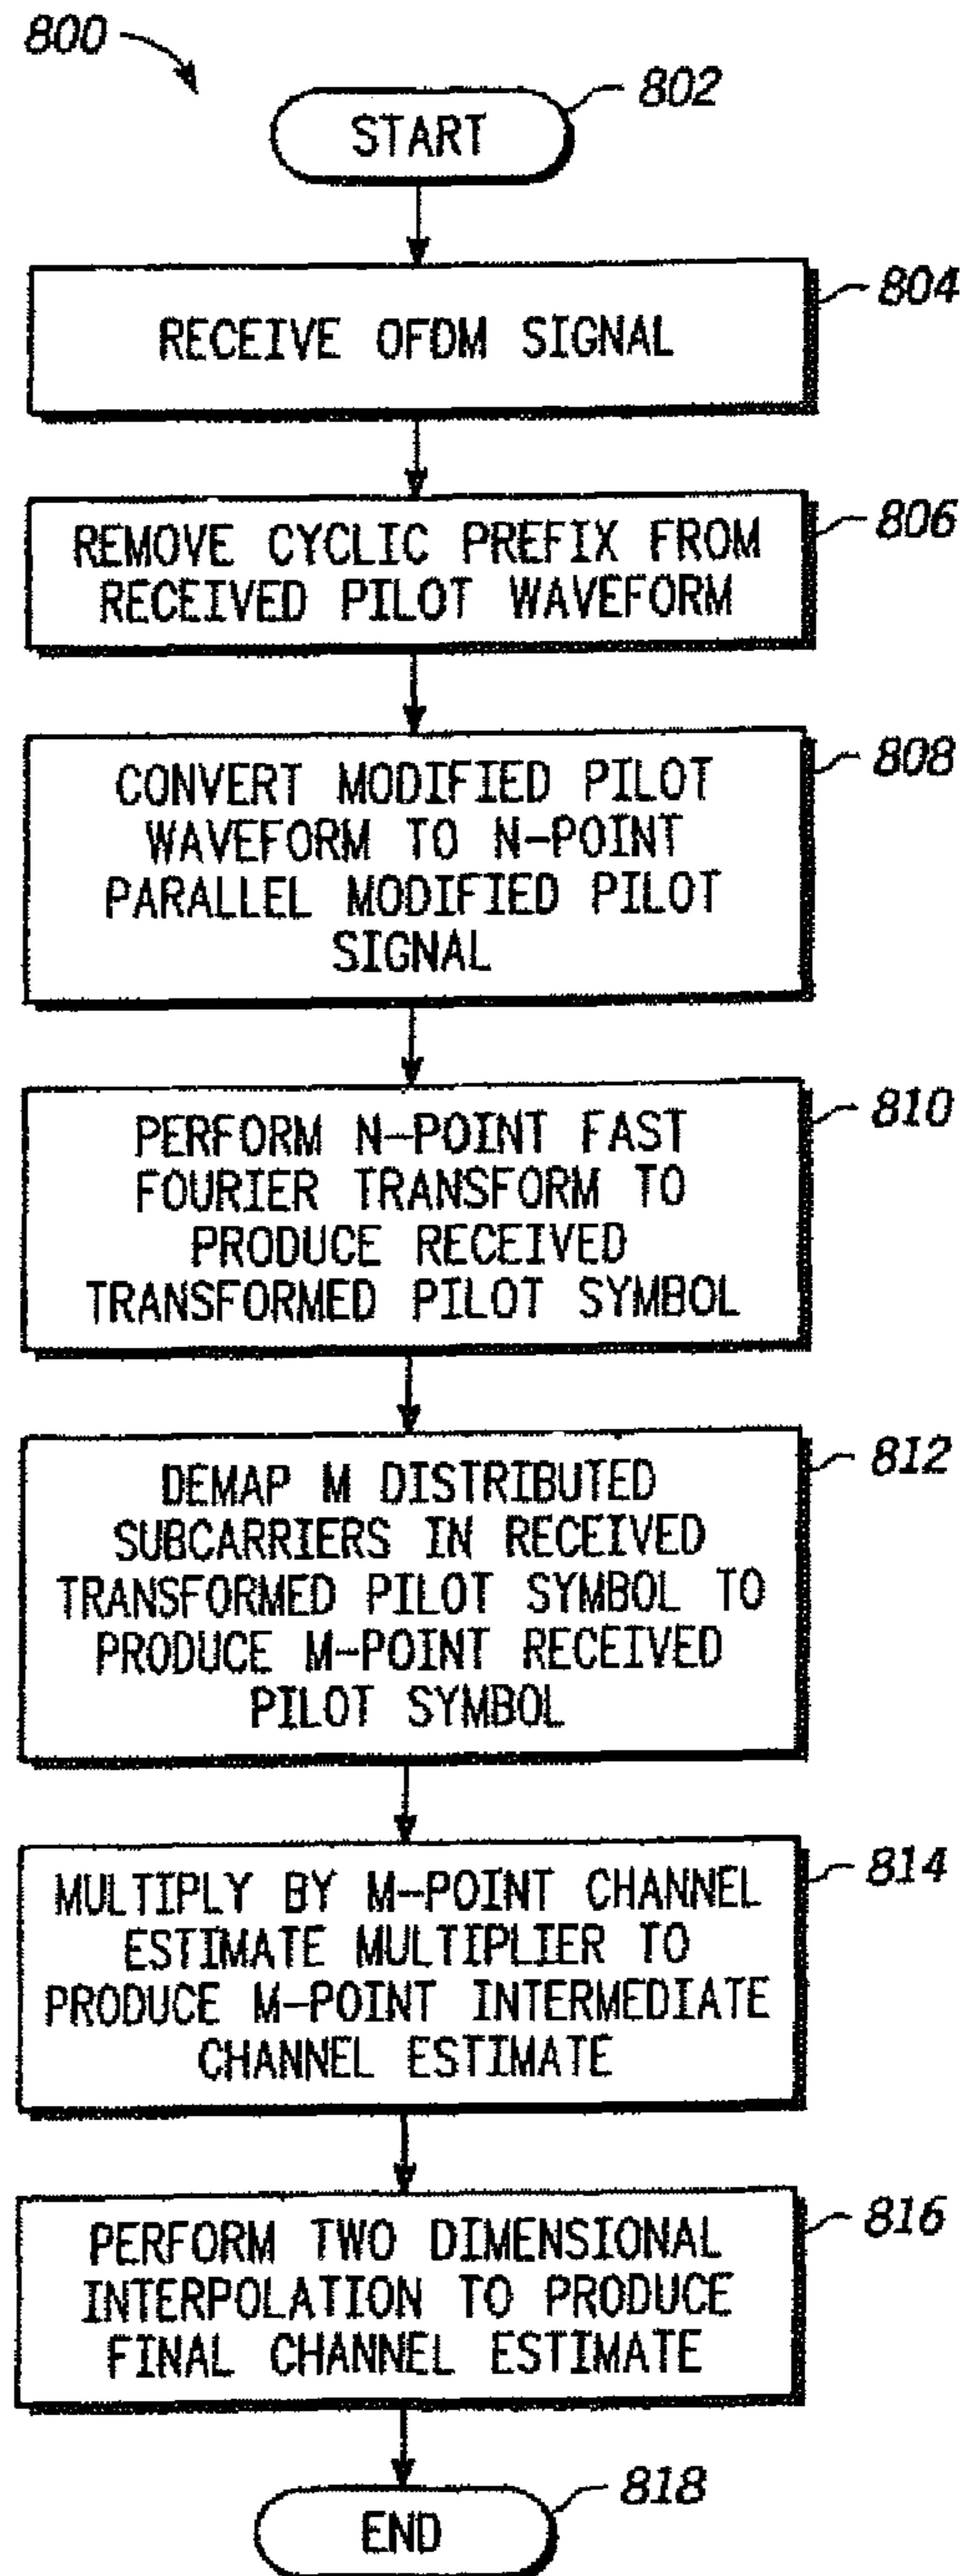 800
START
802
RECEIVE OFDM SIGNAL
804
REMOVE CYCLIC PREFIX FROM
RECEIVED PILOT WAVEFORM
806
CONVERT MODIFIED PILOT
WAVEFORM TO N-POINT
PARALLEL MODIFIED PILOT
SIGNAL
808
PERFORM N-POINT FAST
FOURIER TRANSFORM TO
PRODUCE RECEIVED
TRANSFORMED PILOT SYMBOL
810
DEMAP M DISTRIBUTED
SUBCARRIERS IN RECEIVED
TRANSFORMED PILOT SYMBOL TO
PRODUCE M-POINT RECEIVED
PILOT SYMBOL
812
MULTIPLY BY M-POINT CHANNEL
ESTIMATE MULTIPLIER TO
PRODUCE M-POINT INTERMEDIATE
CHANNEL ESTIMATE
814
PERFORM TWO DIMENSIONAL
INTERPOLATION TO PRODUCE
FINAL CHANNEL ESTIMATE
816
END
818